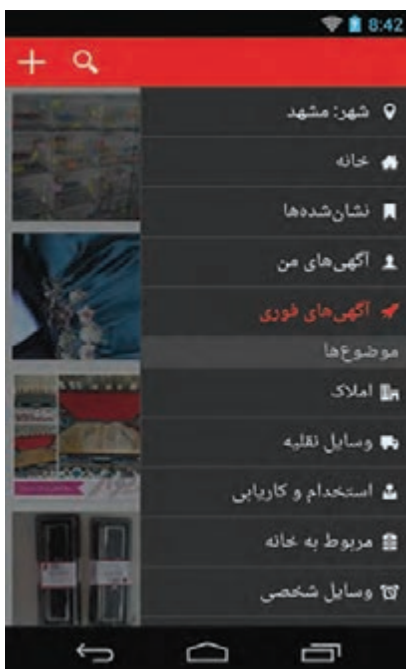 8:42
شهر: مشهد
خانه
نشان‌شده‌ها
آگهی‌های من
آگهی‌های فوری
موضوع‌ها
املاک
وسایل نقلیه
استخدام و کاریابی
مربوط به خانه
وسایل شخصی